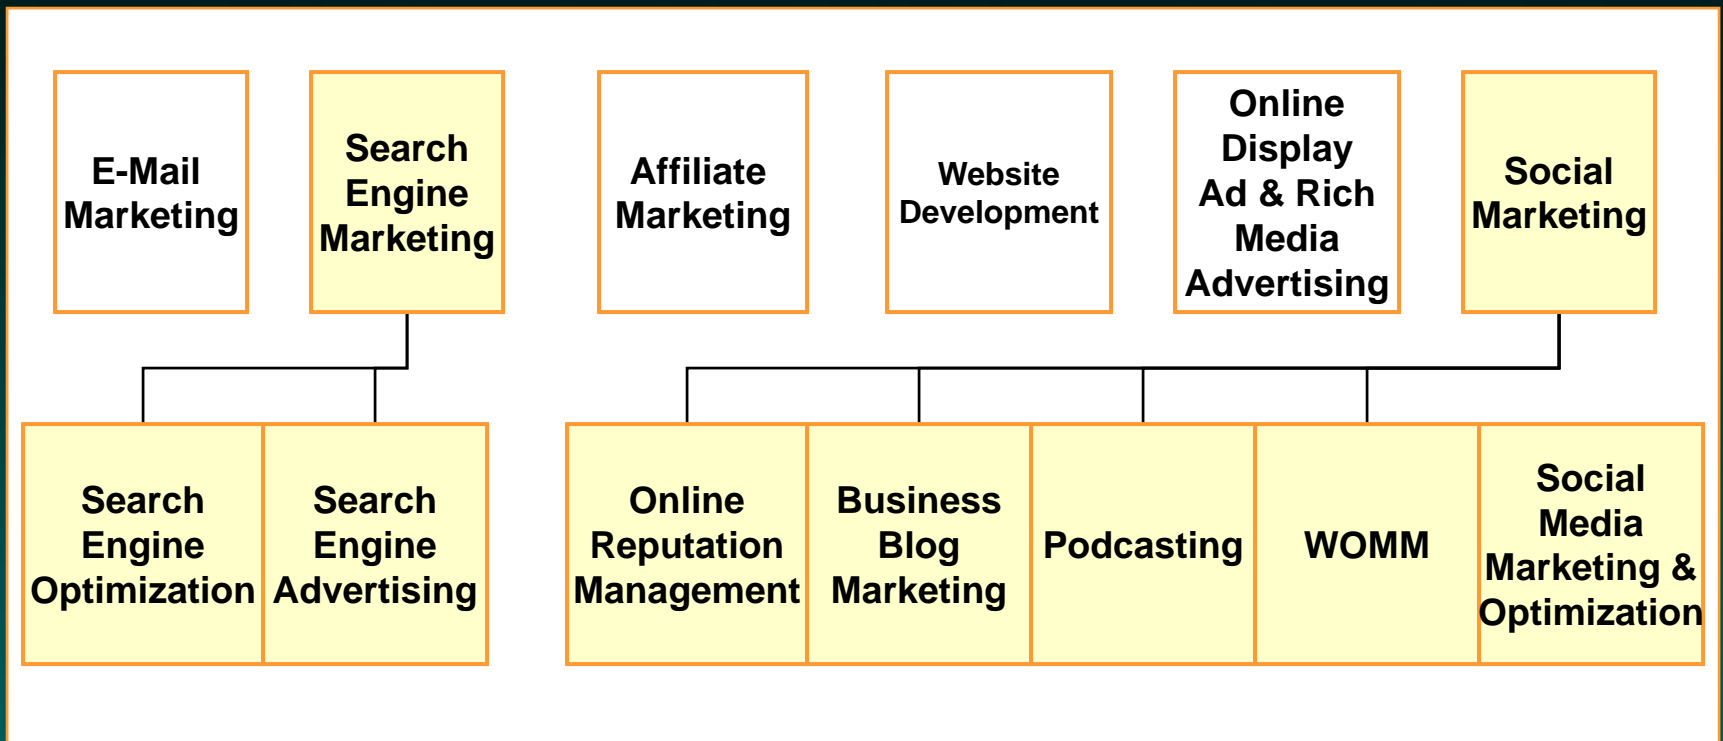 E-Mail
Marketing
Search
Engine
Marketing
Affiliate
Marketing
Website
Development
Online
Display
Ad & Rich
Media
Advertising
Social
Marketing
Search
Engine
Optimization
Search
Engine
Advertising
Online
Reputation
Management
Business
Blog
Marketing
Podcasting
WOMM
Social
Media
Marketing &
Optimization